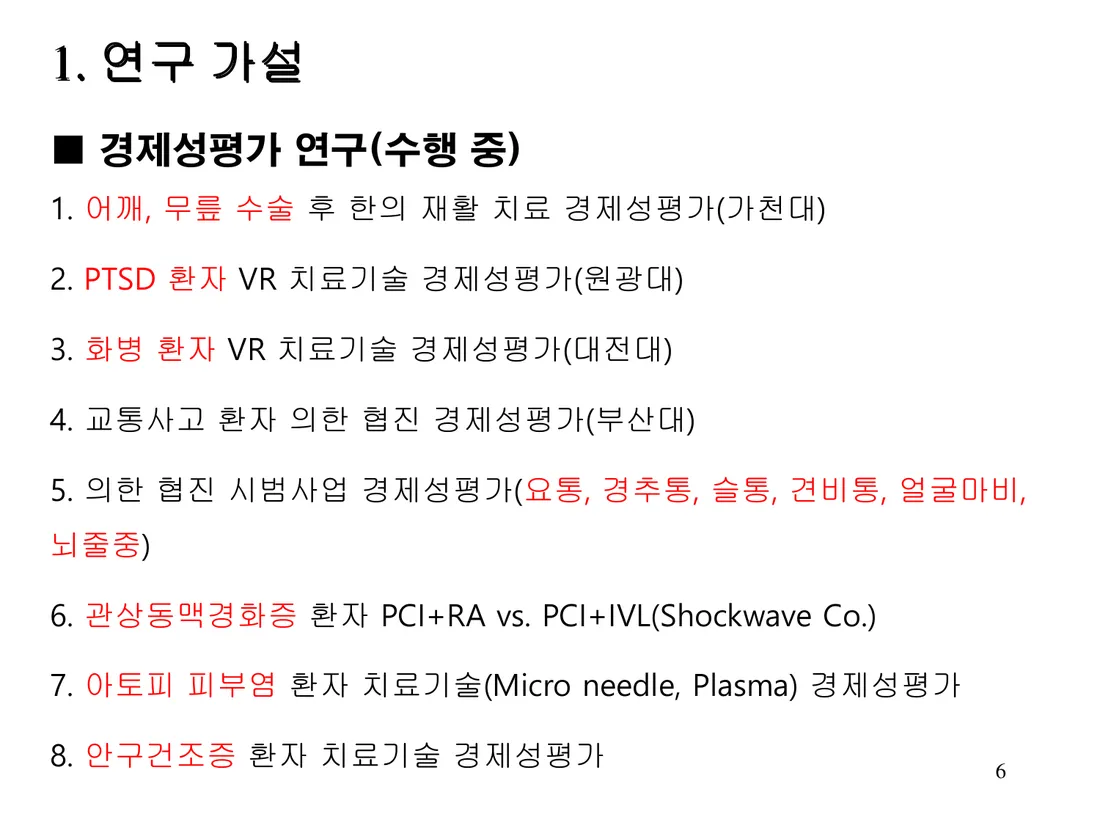 1. 연구 가설
■ 경제성평가 연구(수행 중)
1. 어깨, 무릎 수술 후 한의 재활 치료 경제성평가(가천대)
2. PTSD 환자 VR 치료기술 경제성평가(원광대)
3. 화병 환자 VR 치료기술 경제성평가(대전대)
4. 교통사고 환자 의한 협진 경제성평가(부산대)
5. 의한 협진 시범사업 경제성평가(요통, 경추통, 슬통, 견비통, 얼굴마비,
뇌줄중)
6. 관상동맥경화증 환자 PCI+RA vs. PCI+IVL(Shockwave Co.)
7. 아토피 피부염 환자 치료기술(Micro needle, Plasma) 경제성평가
8. 안구건조증 환자 치료기술 경제성평가
6